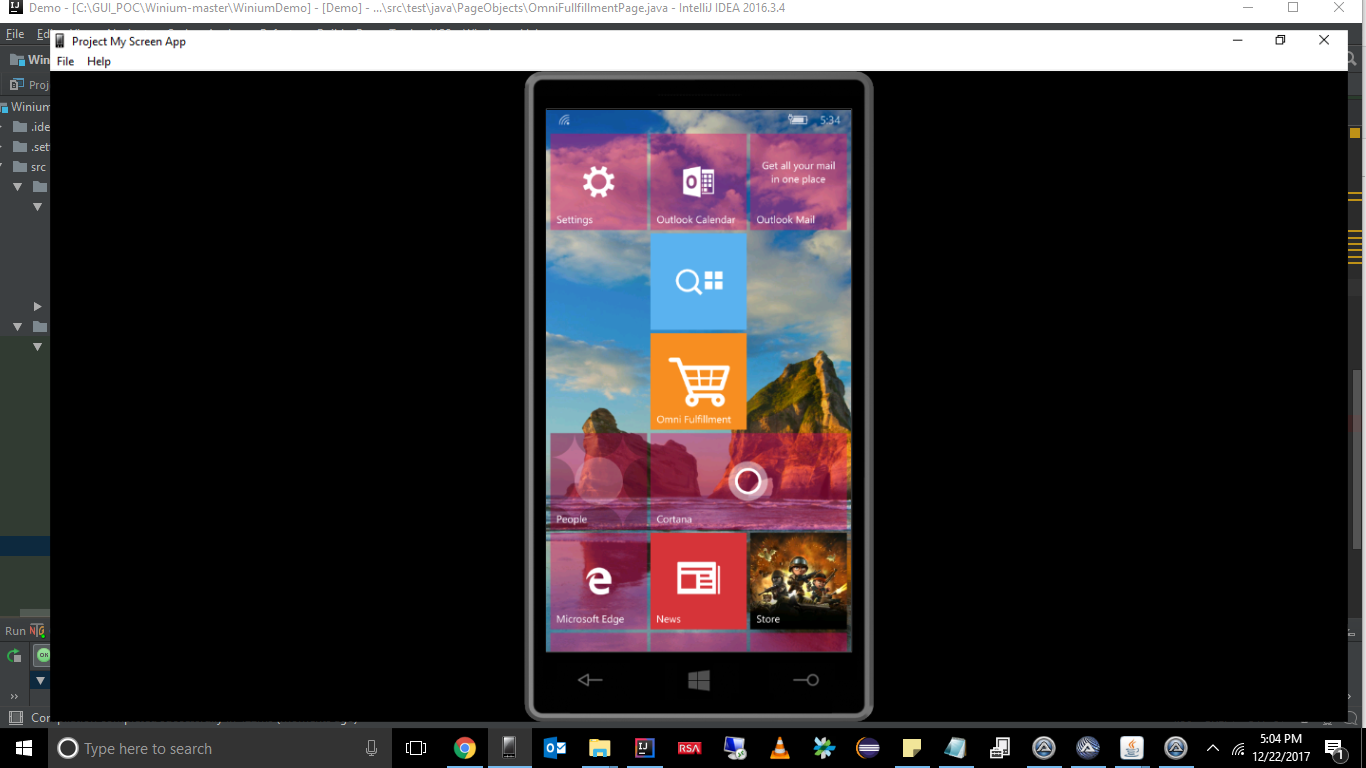 Demo - [C:\GUI_POC\Winium-master\WiniumDemo] - [Demo] - ...\src\test\java\PageObjects\OmniFullfillmentPage.java - IntelliJ IDEA 2016.3.4
File
Project My Screen App
File Help
Win
Proj
Winium
.ide
.set
src
5:34
Get all your mail
in one place
Settings
Outlook Calendar
Outlook Mail
Omni Fulfillment
People
Cortana
Microsoft Edge
News
Store
Run
OK
Cor
Type here to search
RSA
5:04 PM
12/22/2017
1